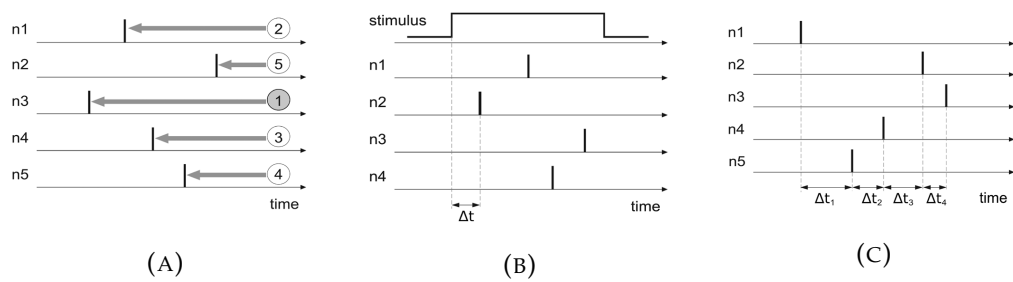 n1 2
n2 5
n3 1
n4 3
n5 4
time
(A)
stimulus
n1
n2
n3
n4
Δt time
(B)
n1
n2
n3
n4
n5
Δt₁ Δt₂ Δt₃ Δt₄ time
(C)